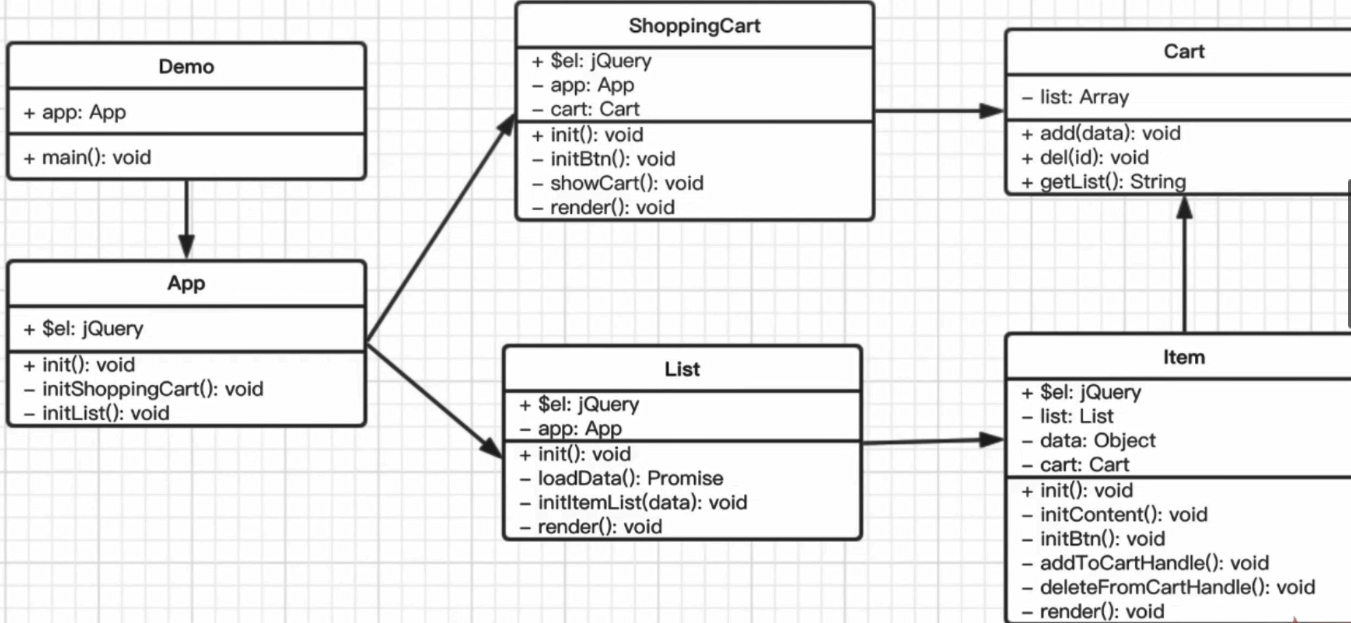 Demo
+ app: App
+ main(): void
App
+ $el: jQuery
+ init(): void
– initShoppingCart(): void
– initList(): void
ShoppingCart
+ $el: jQuery
– app: App
– cart: Cart
+ init(): void
– initBtn(): void
– showCart(): void
– render(): void
List
+ $el: jQuery
– app: App
+ init(): void
– loadData(): Promise
– initItemList(data): void
– render(): void
Cart
– list: Array
+ add(data): void
+ del(id): void
+ getList(): String
Item
+ $el: jQuery
– list: List
– data: Object
– cart: Cart
+ init(): void
– initContent(): void
– initBtn(): void
– addToCartHandle(): void
– deleteFromCartHandle(): void
– render(): void